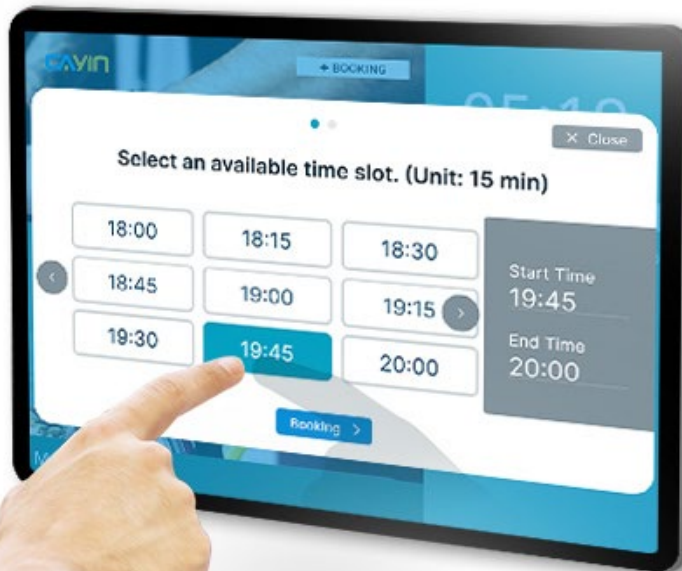 CAYIN
+ BOOKING
× Close
Select an available time slot. (Unit: 15 min)
18:00 18:15 18:30
18:45 19:00 19:15
19:30 19:45 20:00
Start Time
19:45
End Time
20:00
Booking >